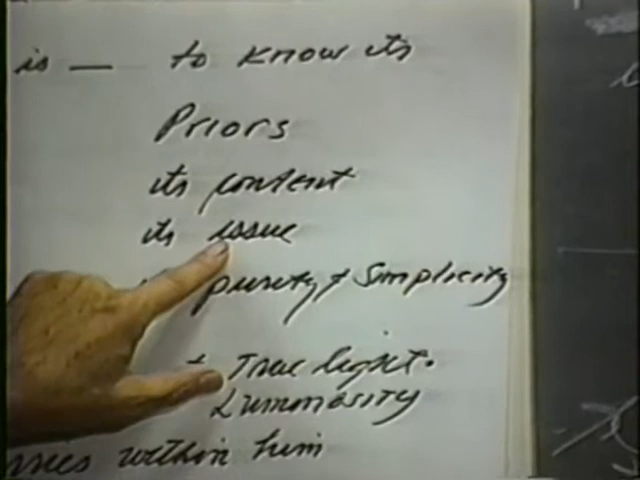 is — to know its
Priors
its content
its issue
purity & Simplicity
+ True light.
Luminosity
within him